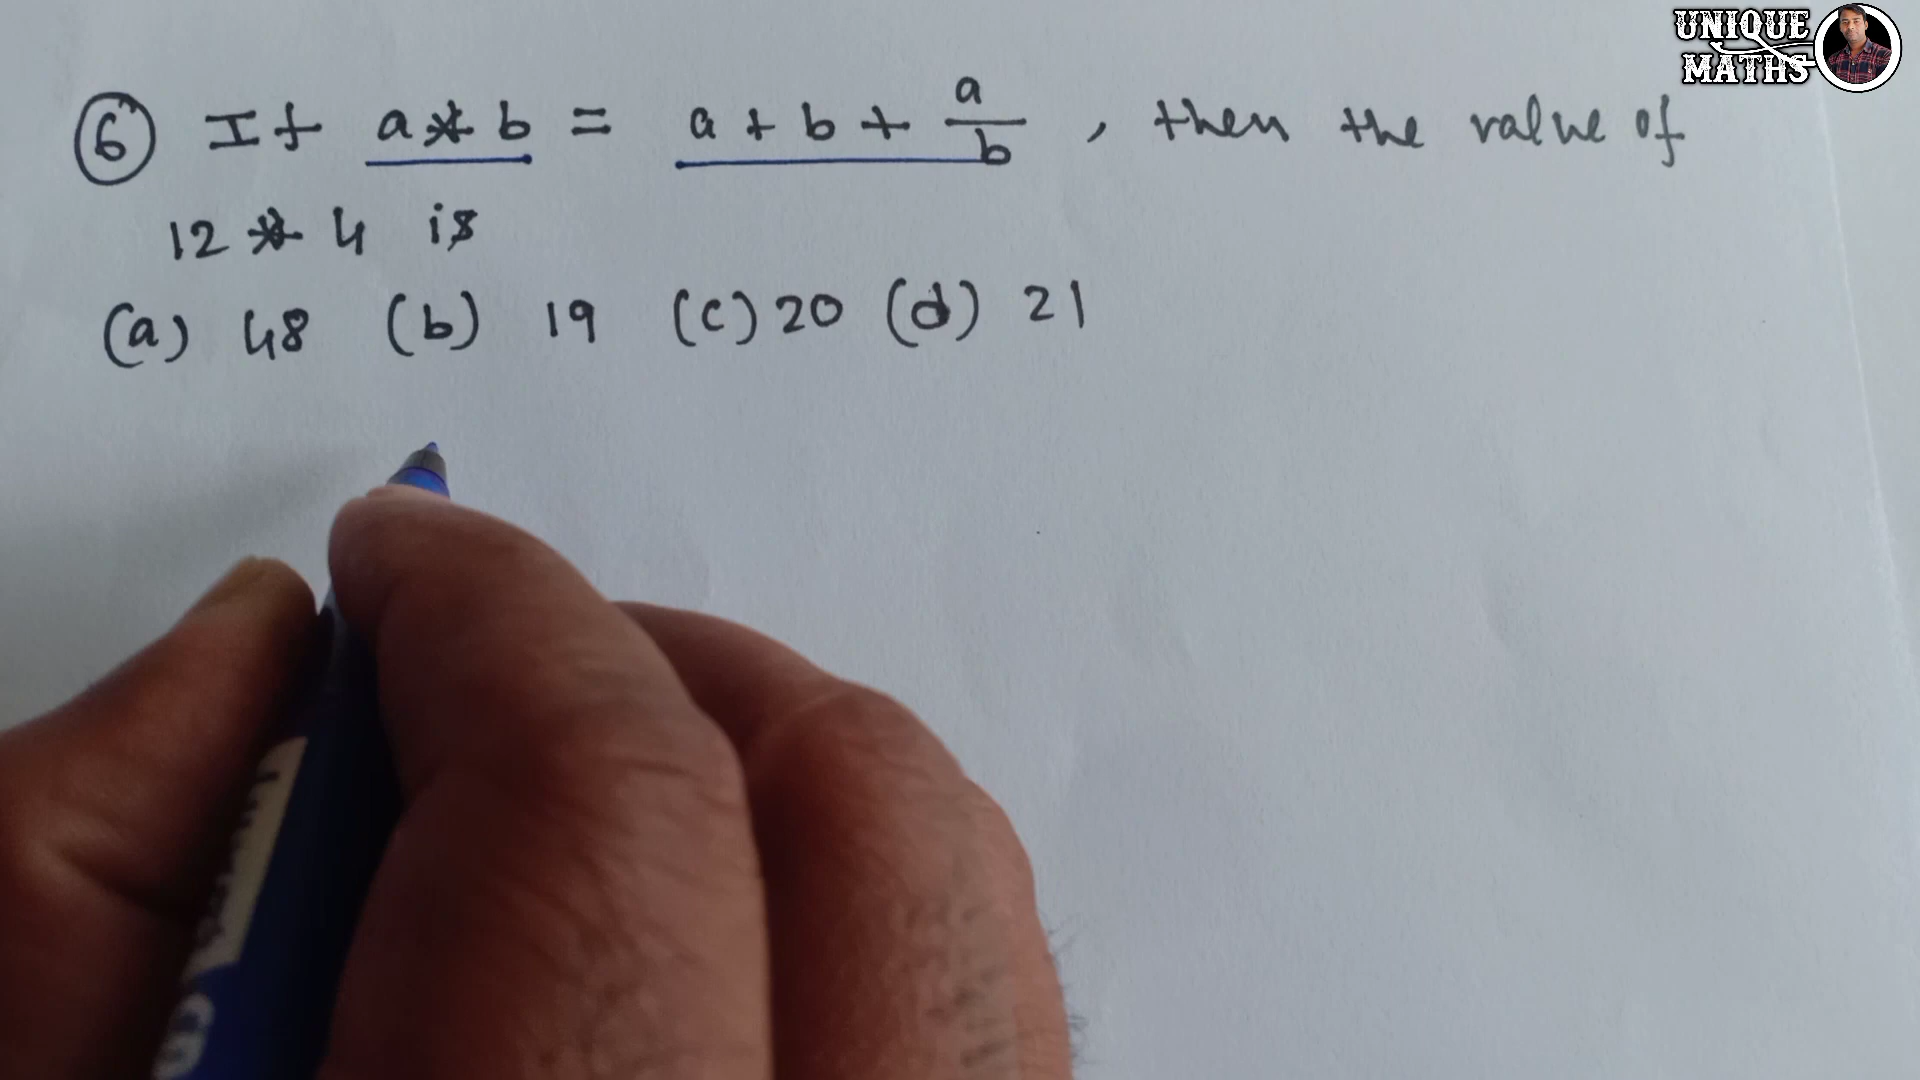 UNIQUE
MATHS
⑥ If a * b = a + b + a/b , then the value of
12 * 4 is
(a) 48 (b) 19 (c) 20 (d) 21